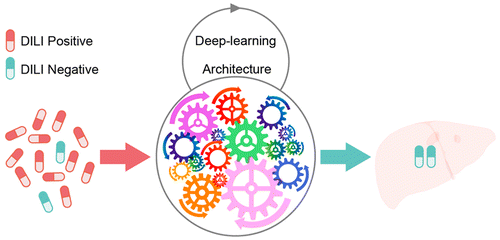 DILI Positive
DILI Negative
Deep-learning
Architecture